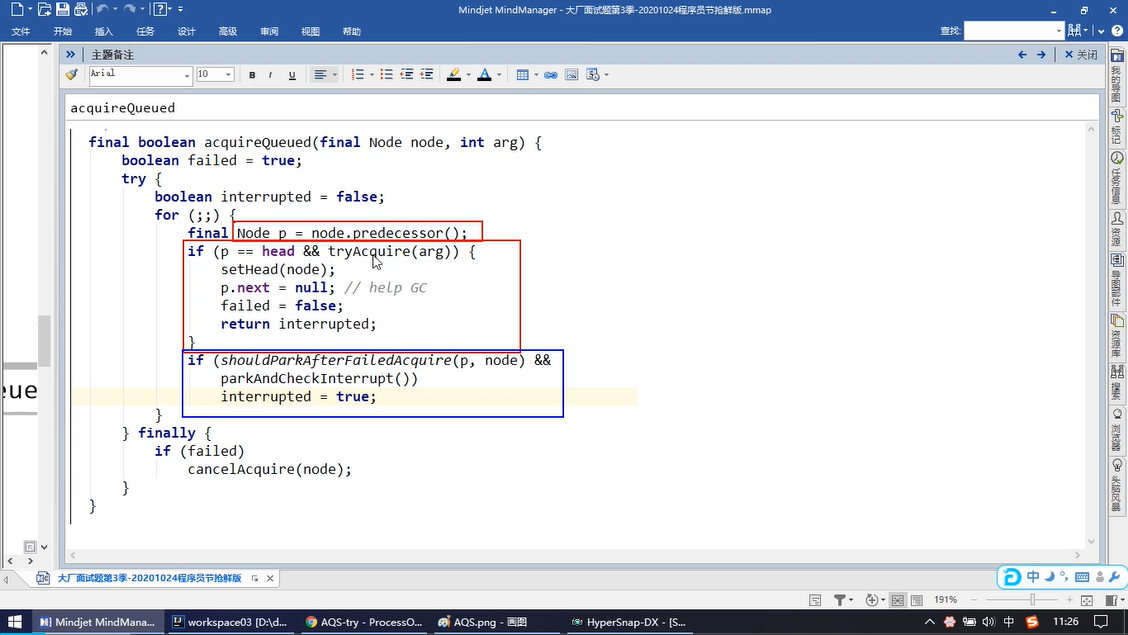 Mindjet MindManager - 大厂面试题第3季-20201024程序员节抢鲜版.mmap
文件 开始 插入 任务 设计 高级 审阅 视图 帮助 查找:
主题备注 关闭
Arial 10 B I U
acquireQueued
final boolean acquireQueued(final Node node, int arg) {
boolean failed = true;
try {
boolean interrupted = false;
for (;;) {
final Node p = node.predecessor();
if (p == head && tryAcquire(arg)) {
setHead(node);
p.next = null; // help GC
failed = false;
return interrupted;
}
if (shouldParkAfterFailedAcquire(p, node) &&
parkAndCheckInterrupt())
interrupted = true;
}
} finally {
if (failed)
cancelAcquire(node);
}
}
eue
我的导图
标记
任务信息
资源
导图部件
资源库
搜索
浏览器
头脑风暴
大厂面试题第3季-20201024程序员节抢鲜版
中
191%
Mindjet MindMana... workspace03 [D:\d... AQS-try - ProcessO... AQS.png - 画图 HyperSnap-DX - [S... 中 11:26